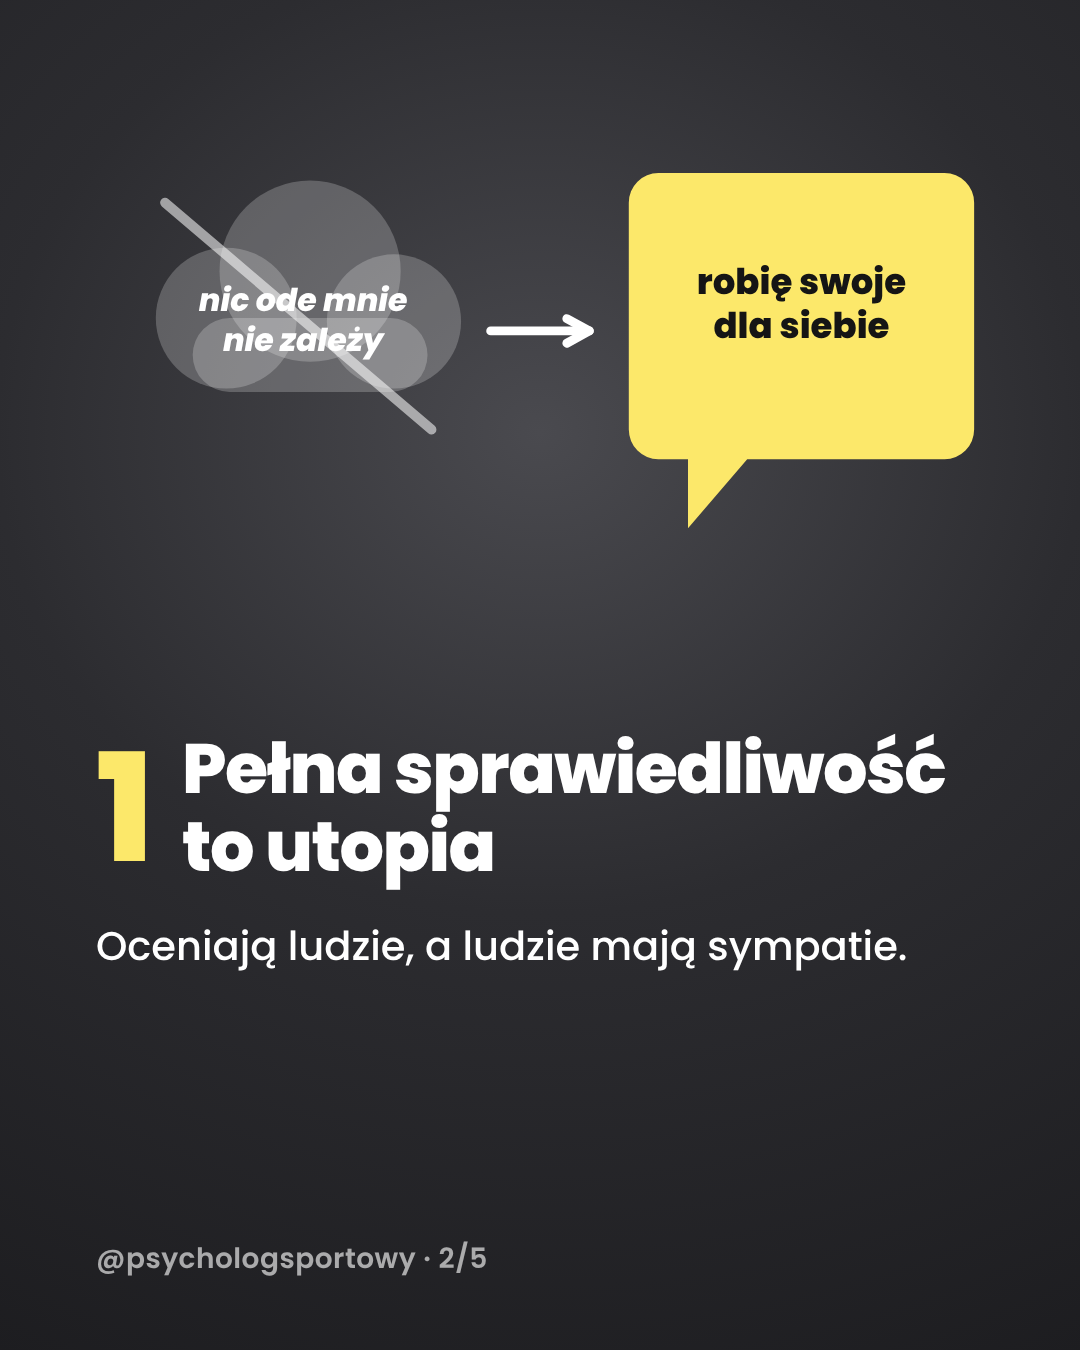 nic ode mnie
nie zależy
robię swoje
dla siebie
1
Pełna sprawiedliwość
to utopia
Oceniają ludzie, a ludzie mają sympatie.
@psychologsportowy · 2/5